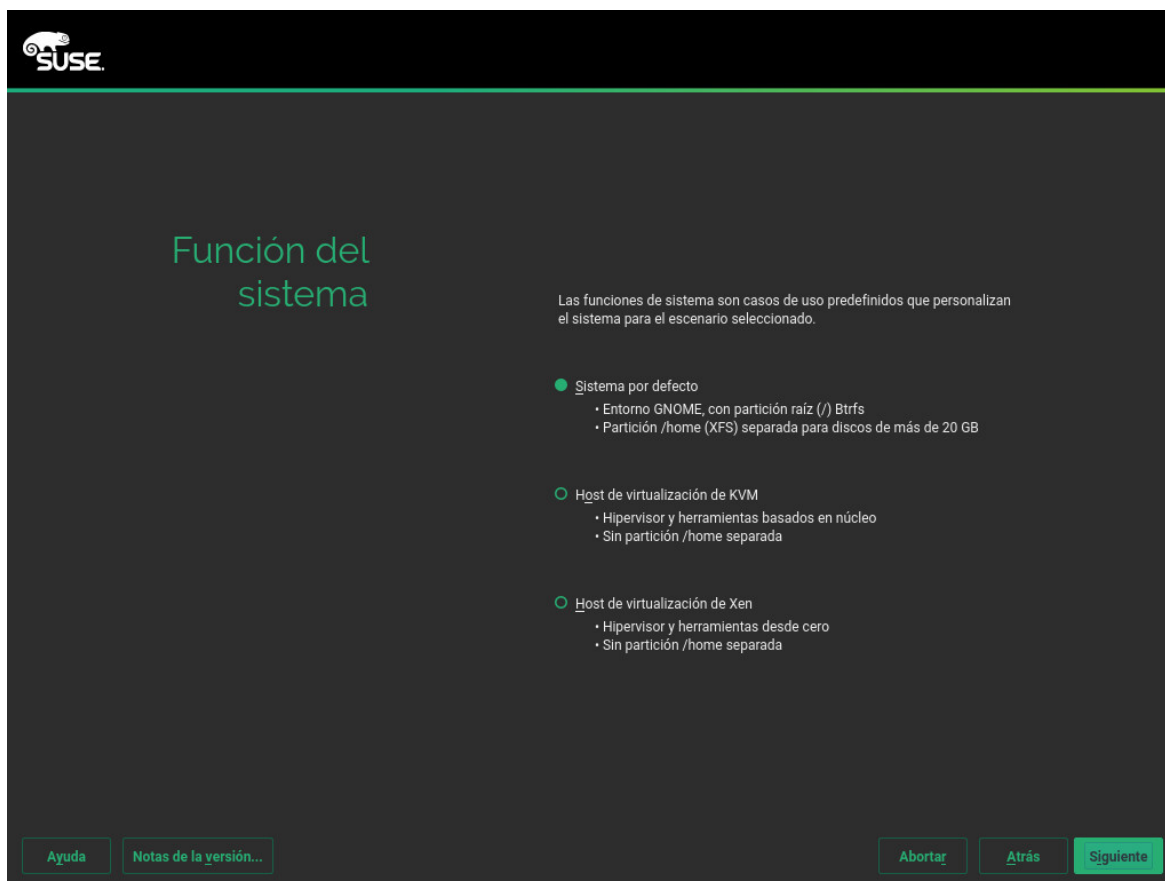 SUSE.
Función del
sistema
Las funciones de sistema son casos de uso predefinidos que personalizan
el sistema para el escenario seleccionado.
Sistema por defecto
• Entorno GNOME, con partición raíz (/) Btrfs
• Partición /home (XFS) separada para discos de más de 20 GB
Host de virtualización de KVM
• Hipervisor y herramientas basados en núcleo
• Sin partición /home separada
Host de virtualización de Xen
• Hipervisor y herramientas desde cero
• Sin partición /home separada
Ayuda
Notas de la versión...
Abortar
Atrás
Siguiente